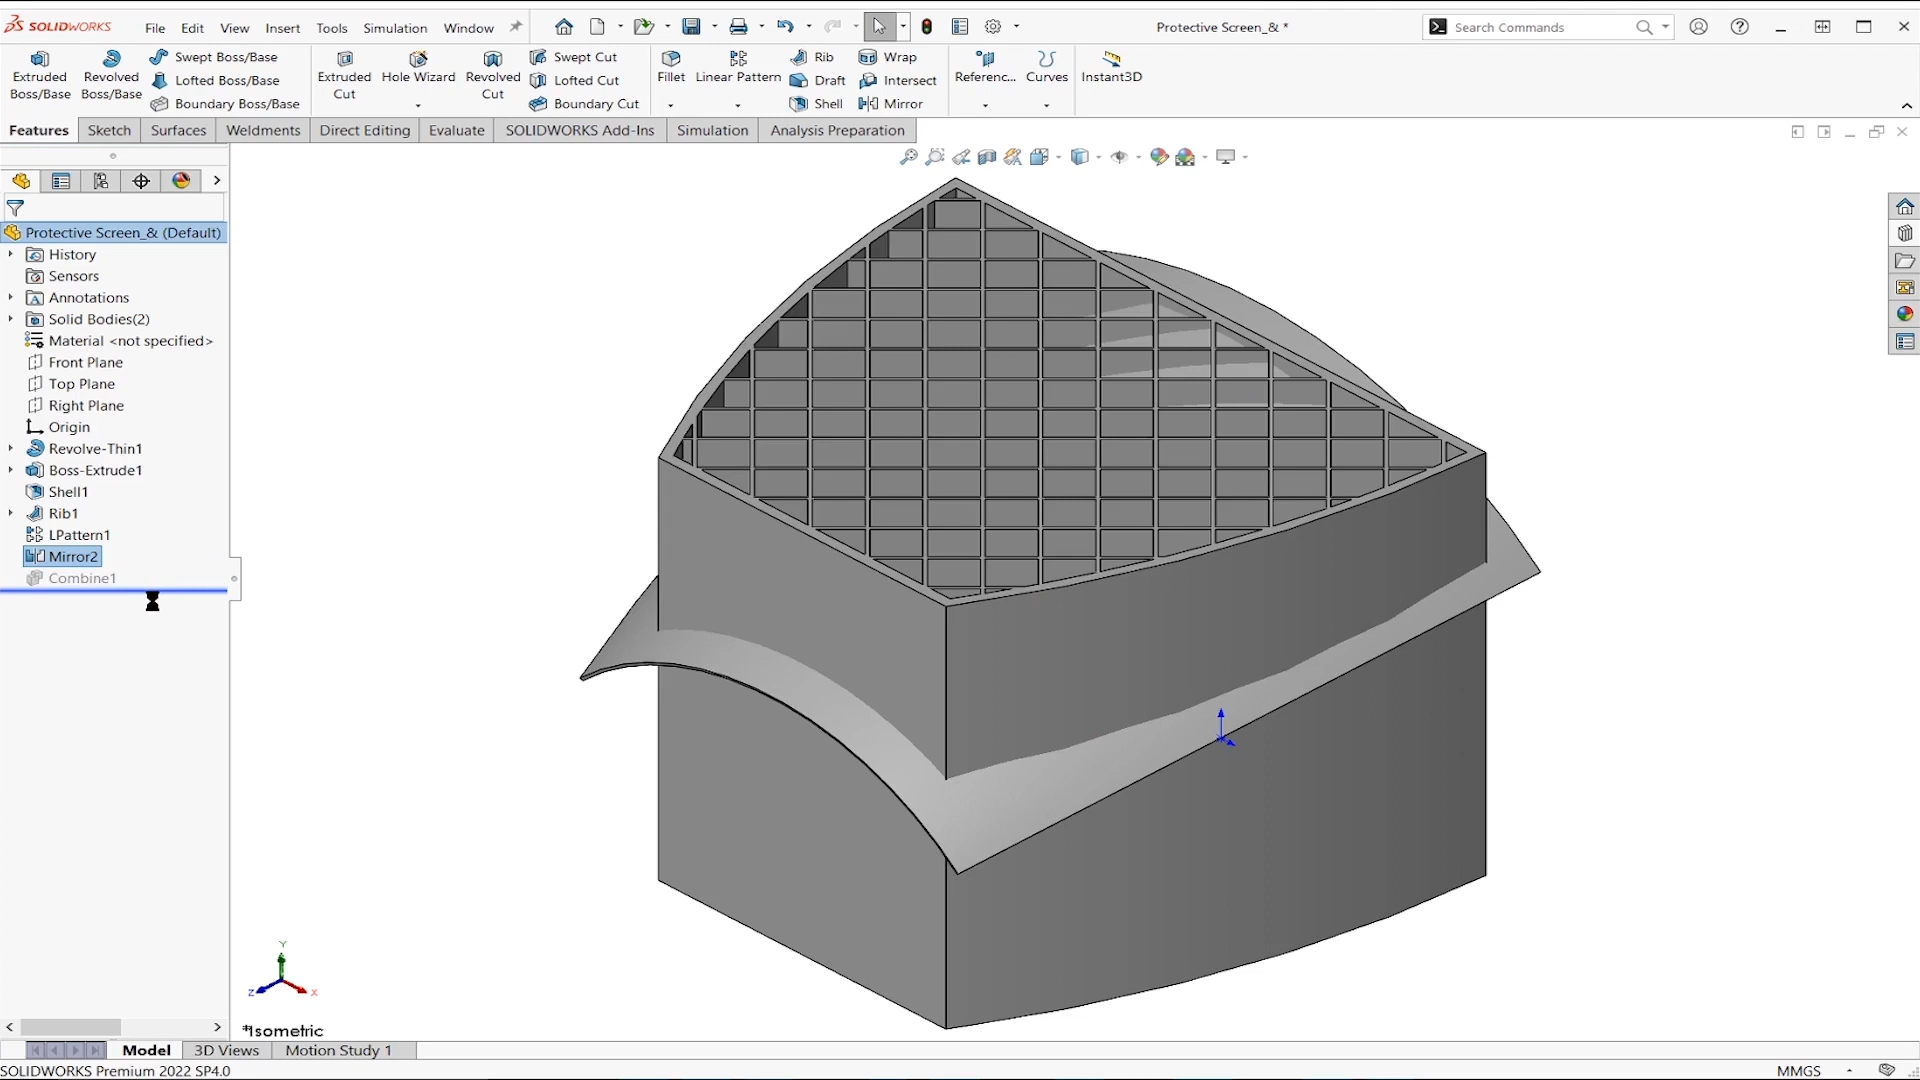 SOLIDWORKS File Edit View Insert Tools Simulation Window Protective Screen_& * Search Commands
Extruded Boss/Base
Revolved Boss/Base
Swept Boss/Base
Lofted Boss/Base
Boundary Boss/Base
Extruded Cut
Hole Wizard
Revolved Cut
Swept Cut
Lofted Cut
Boundary Cut
Fillet
Linear Pattern
Rib
Draft
Shell
Wrap
Intersect
Mirror
Referenc...
Curves
Instant3D
Features Sketch Surfaces Weldments Direct Editing Evaluate SOLIDWORKS Add-Ins Simulation Analysis Preparation
Protective Screen_& (Default)
History
Sensors
Annotations
Solid Bodies(2)
Material <not specified>
Front Plane
Top Plane
Right Plane
Origin
Revolve-Thin1
Boss-Extrude1
Shell1
Rib1
LPattern1
Mirror2
Combine1
Y
Z X
*Isometric
Model 3D Views Motion Study 1
SOLIDWORKS Premium 2022 SP4.0 MMGS